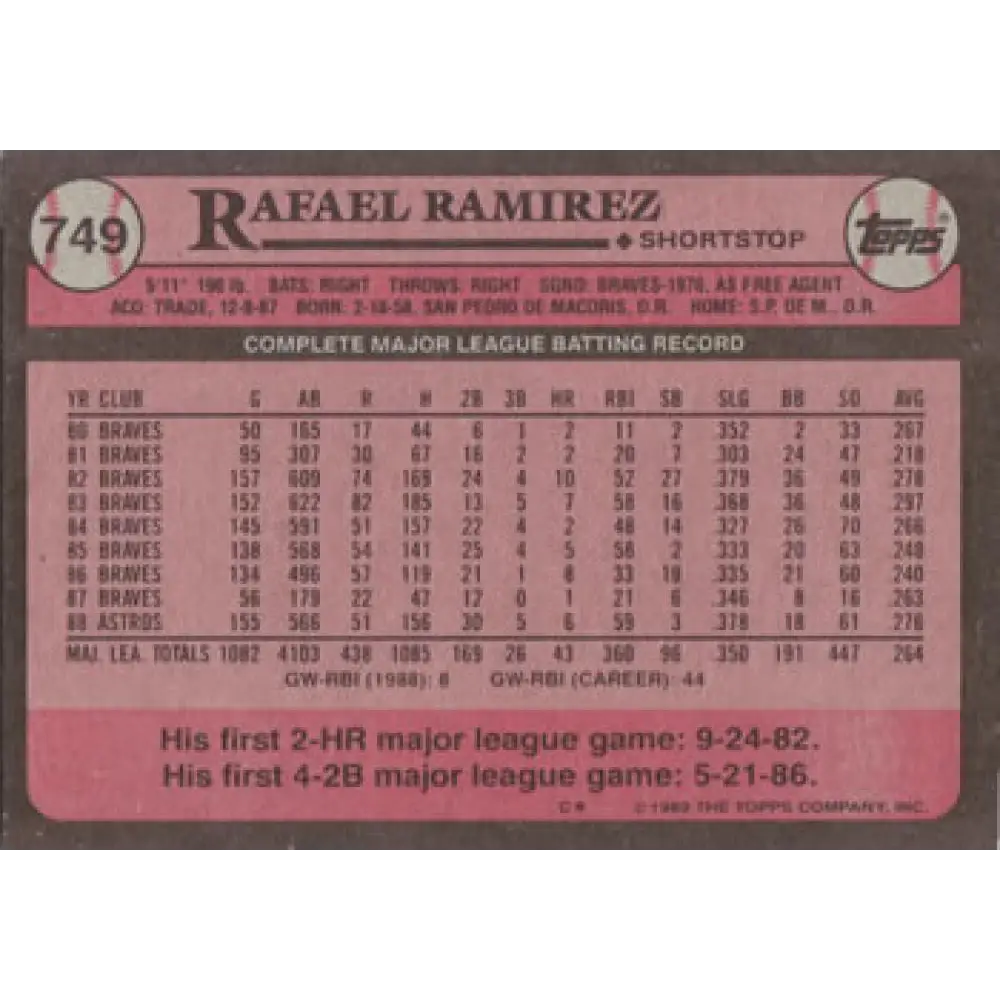 749
RAFAEL RAMIREZ
SHORTSTOP
TOPPS®
5'11" 190 lb. BATS: RIGHT THROWS: RIGHT SGND: BRAVES-1976, AS FREE AGENT
ACQ: TRADE, 12-8-87 BORN: 2-18-58, SAN PEDRO DE MACORIS, D.R. HOME: S.P. DE M., D.R.
COMPLETE MAJOR LEAGUE BATTING RECORD
YR CLUB G AB R H 2B 3B HR RBI SB SLG BB SO AVG
80 BRAVES 50 165 17 44 6 1 2 11 2 .352 2 33 .267
81 BRAVES 95 307 30 67 16 2 2 20 7 .303 24 47 .218
82 BRAVES 157 609 74 169 24 4 10 52 27 .379 36 49 .278
83 BRAVES 152 622 82 185 13 5 7 58 16 .368 36 48 .297
84 BRAVES 145 591 51 157 22 4 2 48 14 .327 26 70 .266
85 BRAVES 138 568 54 141 25 4 5 58 2 .333 20 63 .248
86 BRAVES 134 496 57 119 21 1 8 33 19 .335 21 60 .240
87 BRAVES 56 179 22 47 12 0 1 21 6 .346 8 16 .263
88 ASTROS 155 566 51 156 30 5 6 59 3 .378 18 61 .276
MAJ. LEA. TOTALS 1082 4103 438 1085 169 26 43 360 96 .350 191 447 .264
GW-RBI (1988): 8 GW-RBI (CAREER): 44
His first 2-HR major league game: 9-24-82.
His first 4-2B major league game: 5-21-86.
C* ©1989 THE TOPPS COMPANY, INC.